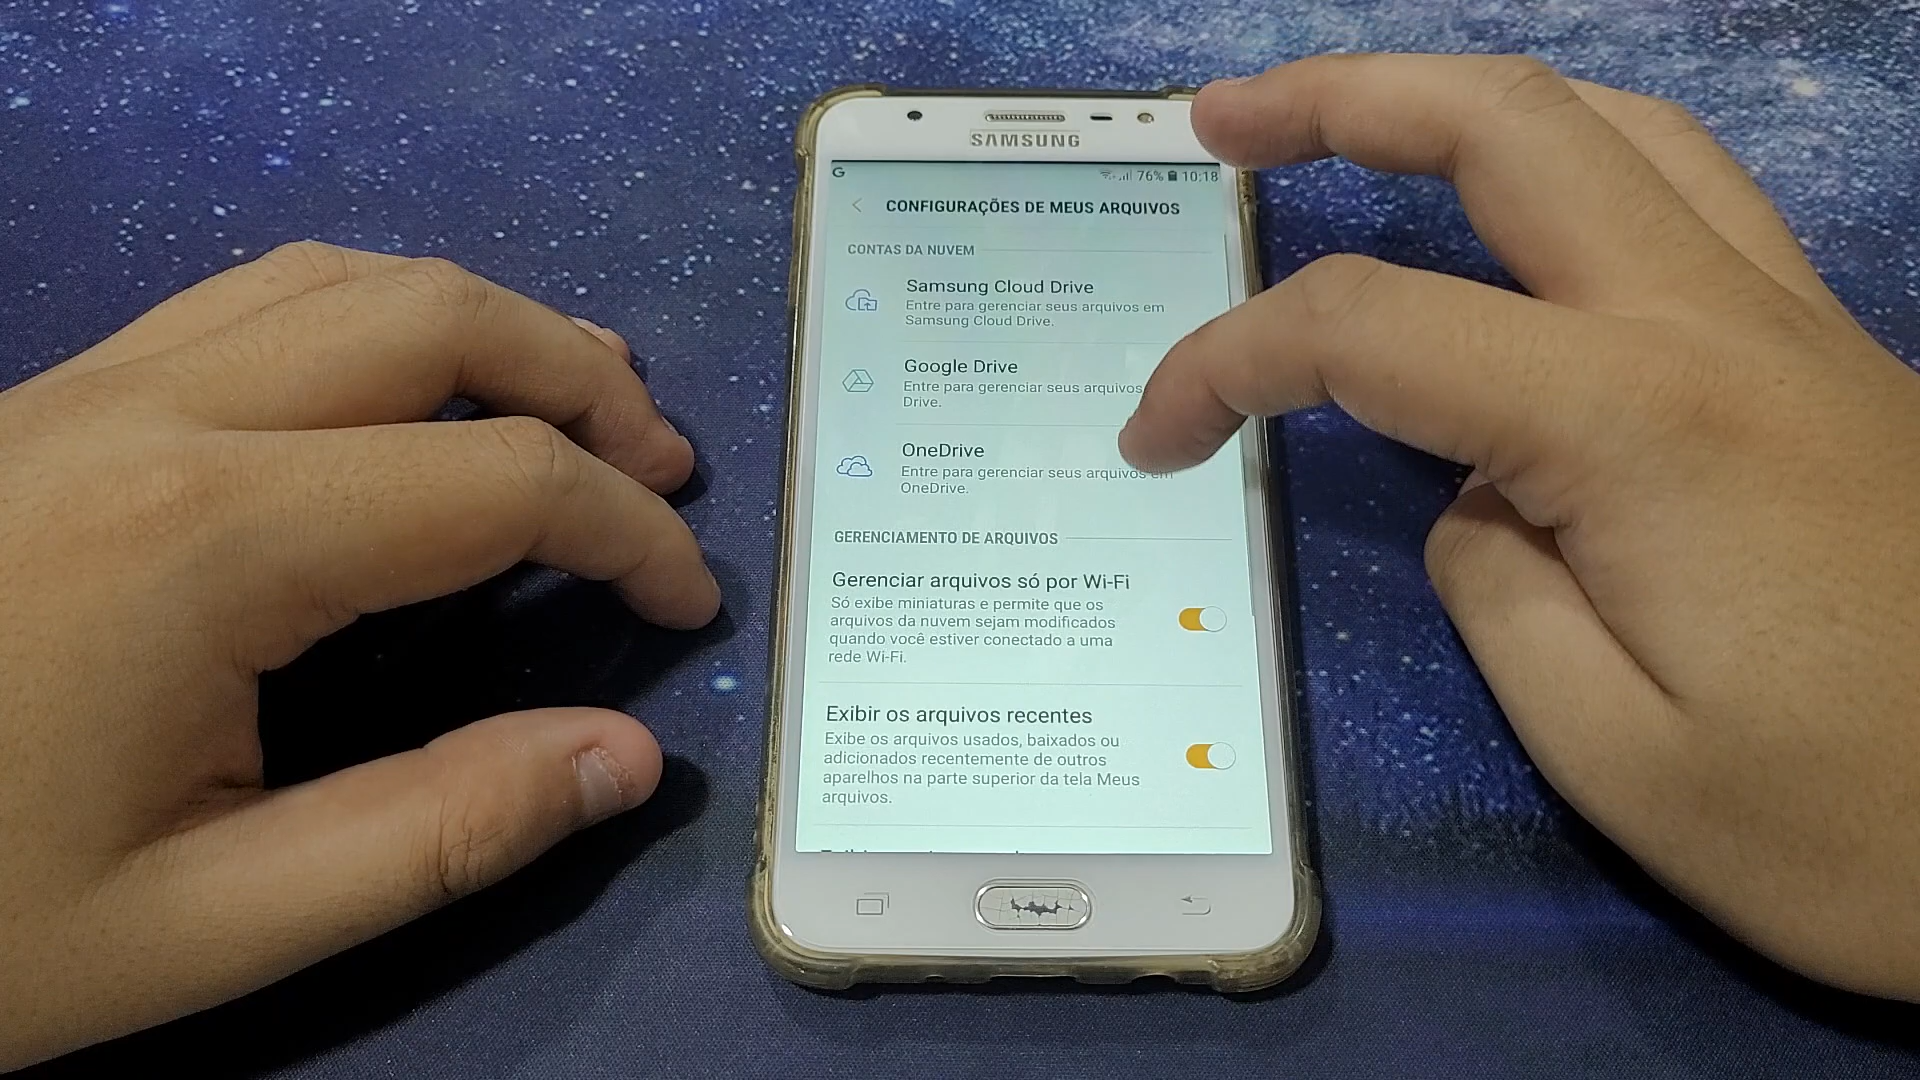 SAMSUNG
G 76% 10:18
CONFIGURAÇÕES DE MEUS ARQUIVOS
CONTAS DA NUVEM
Samsung Cloud Drive
Entre para gerenciar seus arquivos em
Samsung Cloud Drive.
Google Drive
Entre para gerenciar seus arquivos
Drive.
OneDrive
Entre para gerenciar seus arquivos em
OneDrive.
GERENCIAMENTO DE ARQUIVOS
Gerenciar arquivos só por Wi-Fi
Só exibe miniaturas e permite que os
arquivos da nuvem sejam modificados
quando você estiver conectado a uma
rede Wi-Fi.
Exibir os arquivos recentes
Exibe os arquivos usados, baixados ou
adicionados recentemente de outros
aparelhos na parte superior da tela Meus
arquivos.